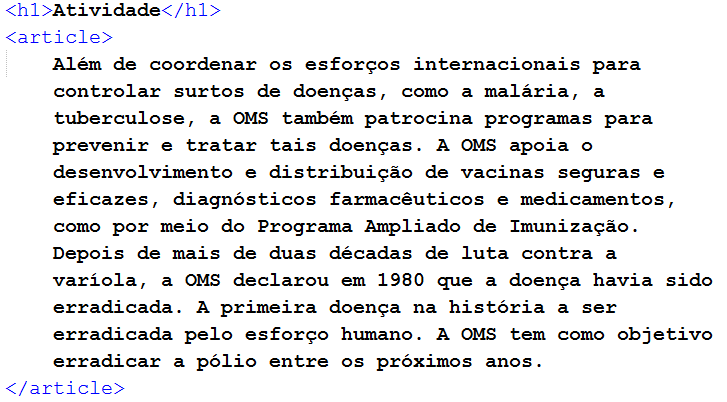 <h1>Atividade</h1>
<article>
Além de coordenar os esforços internacionais para
controlar surtos de doenças, como a malária, a
tuberculose, a OMS também patrocina programas para
prevenir e tratar tais doenças. A OMS apoia o
desenvolvimento e distribuição de vacinas seguras e
eficazes, diagnósticos farmacêuticos e medicamentos,
como por meio do Programa Ampliado de Imunização.
Depois de mais de duas décadas de luta contra a
varíola, a OMS declarou em 1980 que a doença havia sido
erradicada. A primeira doença na história a ser
erradicada pelo esforço humano. A OMS tem como objetivo
erradicar a pólio entre os próximos anos.
</article>